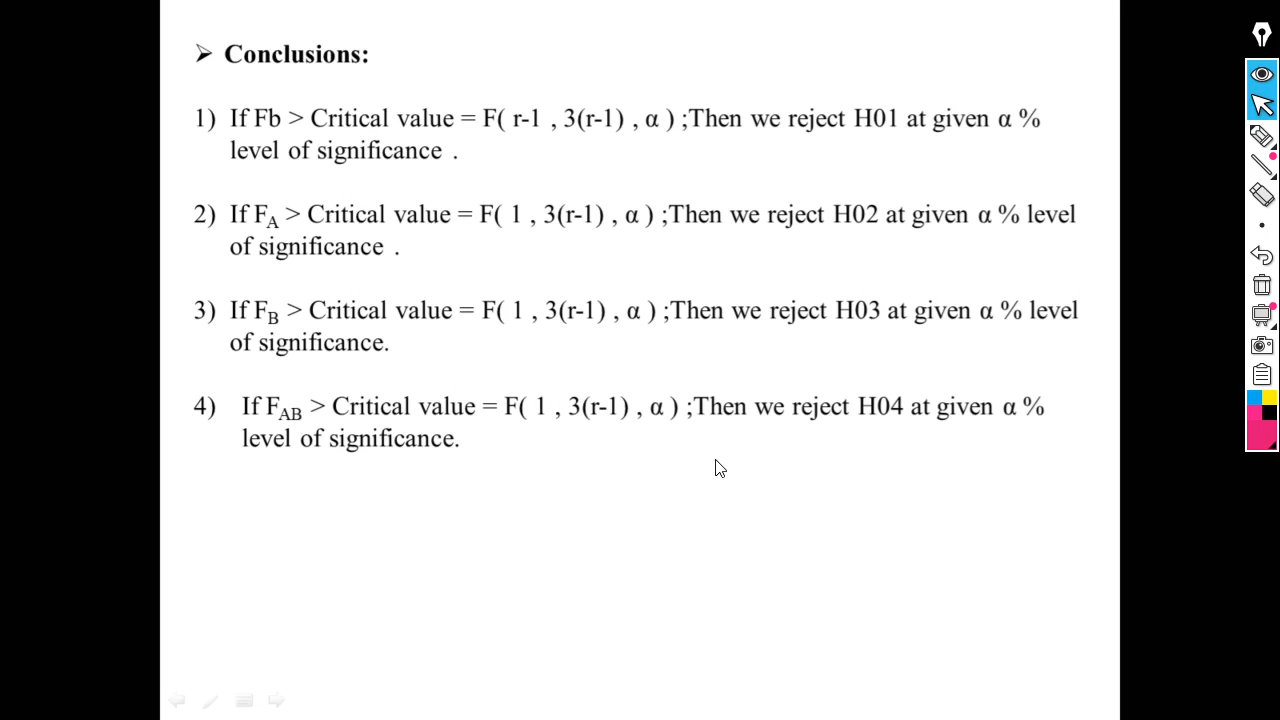 ➢ Conclusions:
1) If Fb > Critical value = F( r-1 , 3(r-1) , α ) ;Then we reject H01 at given α %
level of significance .
2) If FA > Critical value = F( 1 , 3(r-1) , α ) ;Then we reject H02 at given α % level
of significance .
3) If FB > Critical value = F( 1 , 3(r-1) , α ) ;Then we reject H03 at given α % level
of significance.
4) If FAB > Critical value = F( 1 , 3(r-1) , α ) ;Then we reject H04 at given α %
level of significance.